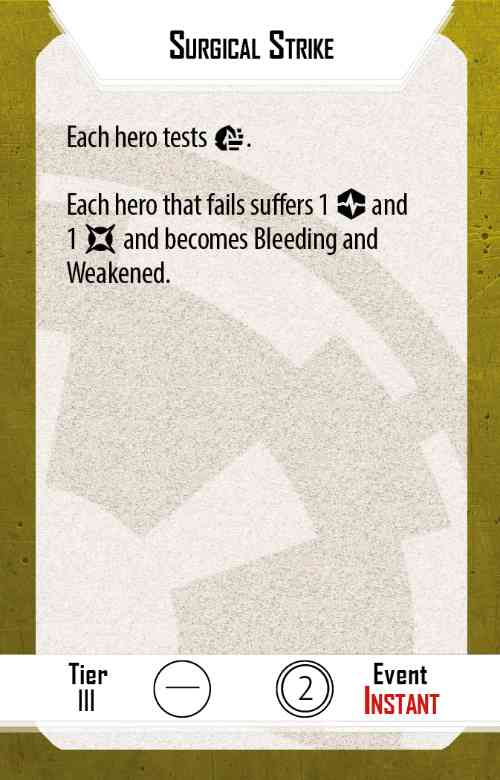 Surgical Strike
Each hero tests .
Each hero that fails suffers 1 and
1 and becomes Bleeding and
Weakened.
Tier
III
—
2
Event
Instant